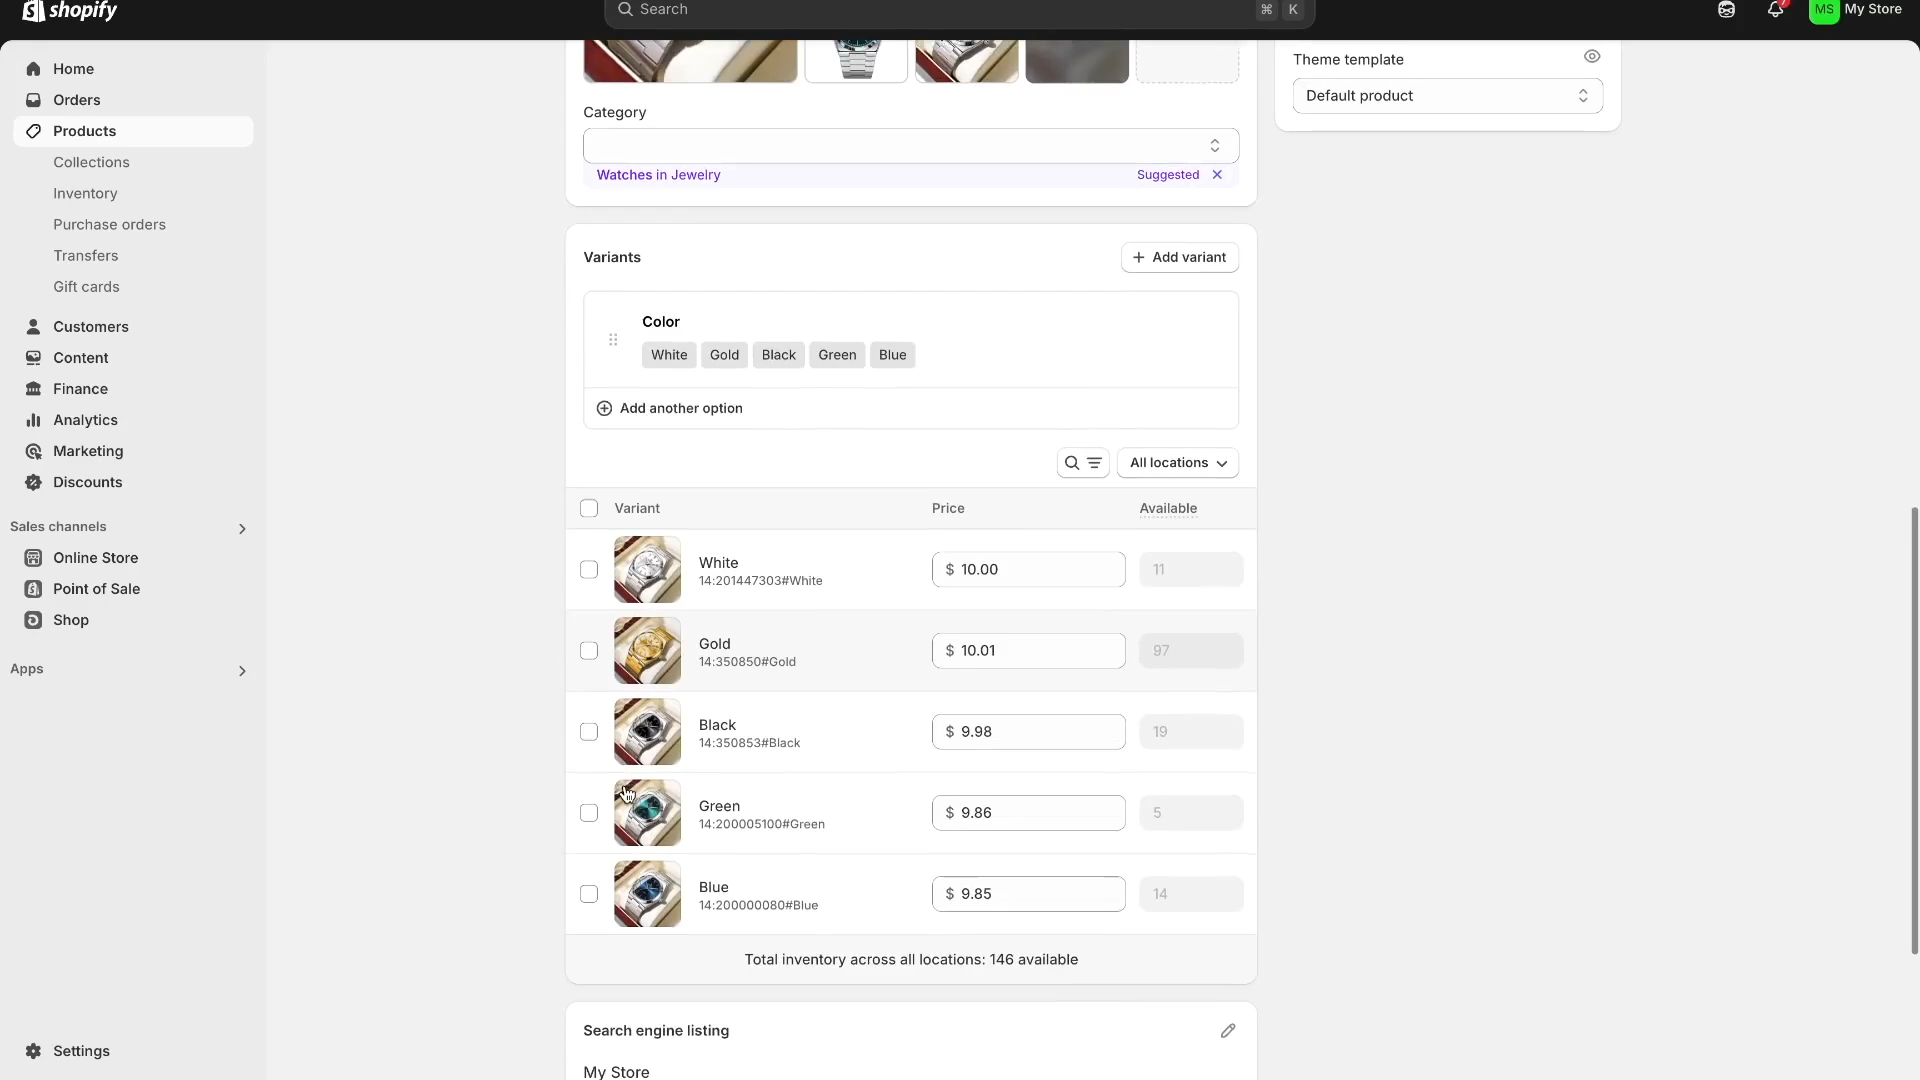 shopify
Search
⌘ K
7
MS My Store
Home
Orders
Products
Collections
Inventory
Purchase orders
Transfers
Gift cards
Customers
Content
Finance
Analytics
Marketing
Discounts
Sales channels
Online Store
Point of Sale
Shop
Apps
Settings
Theme template
Default product
Category
Watches in Jewelry Suggested
Variants
Add variant
Color
White Gold Black Green Blue
Add another option
All locations
Variant Price Available
White
14:201447303#White
$ 10.00 11
Gold
14:350850#Gold
$ 10.01 97
Black
14:350853#Black
$ 9.98 19
Green
14:200005100#Green
$ 9.86 5
Blue
14:200000080#Blue
$ 9.85 14
Total inventory across all locations: 146 available
Search engine listing
My Store